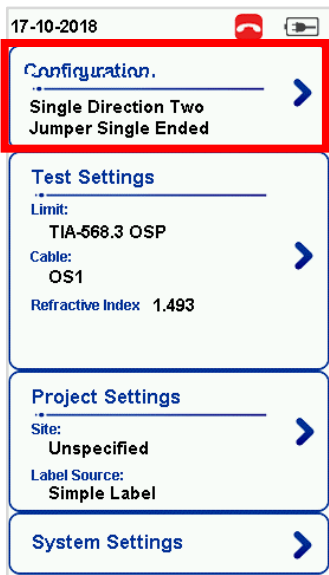 17-10-2018
Configuration.
Single Direction Two
Jumper Single Ended
Test Settings
Limit:
TIA-568.3 OSP
Cable:
OS1
Refractive Index 1.493
Project Settings
Site:
Unspecified
Label Source:
Simple Label
System Settings